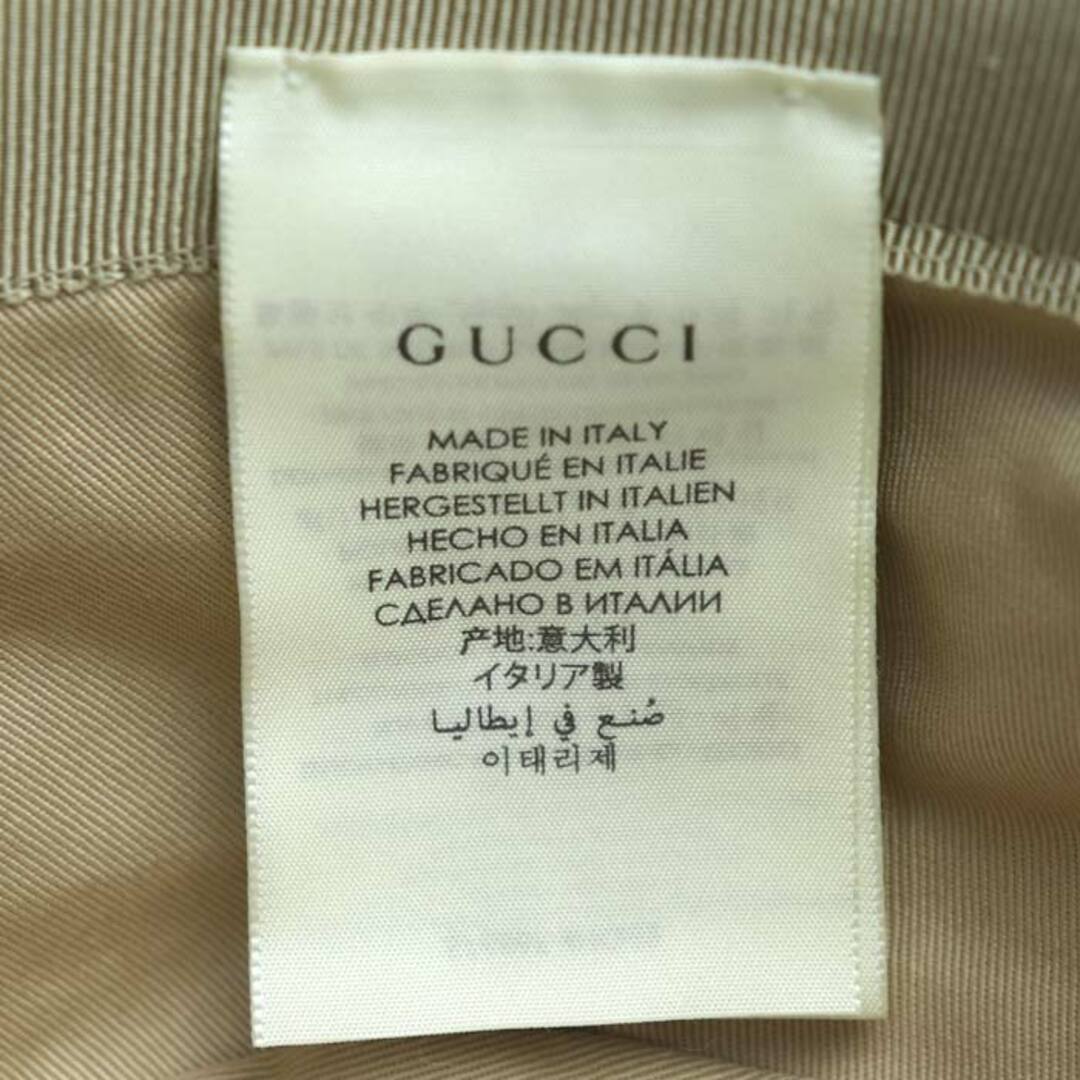 GUCCI
MADE IN ITALY
FABRIQUÉ EN ITALIE
HERGESTELLT IN ITALIEN
HECHO EN ITALIA
FABRICADO EM ITÁLIA
СДЕЛАНО В ИТАЛИИ
产地:意大利
イタリア製
صُنع في إيطاليا
이태리제